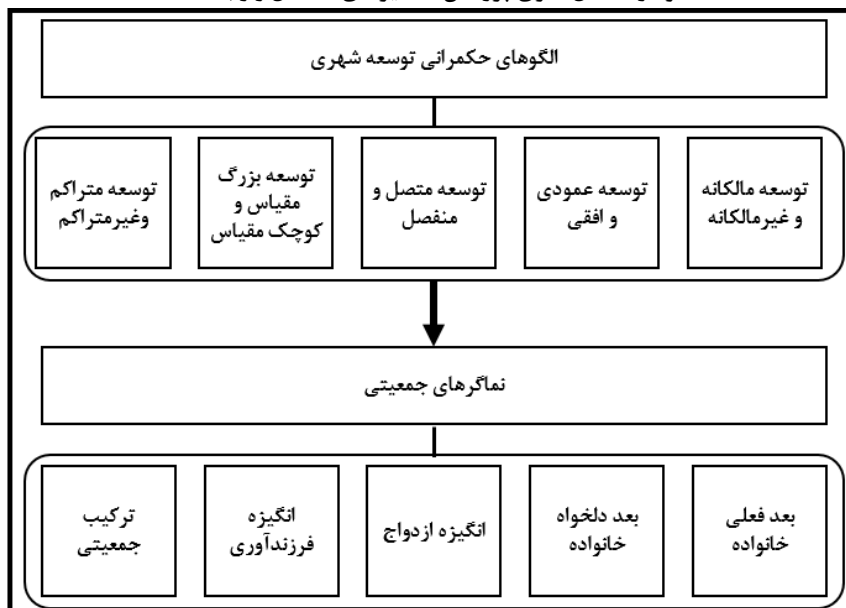 الگوهای حکمرانی توسعه شهری
توسعه مالکانه
و غیرمالکانه
توسعه عمودی
و افقی
توسعه متصل و
منفصل
توسعه بزرگ
مقیاس و
کوچک مقیاس
توسعه متراکم
وغیرمتراکم
نماگرهای جمعیتی
بعد فعلی
خانواده
بعد دلخواه
خانواده
انگیزه ازدواج
انگیزه
فرزندآوری
ترکیب
جمعیتی